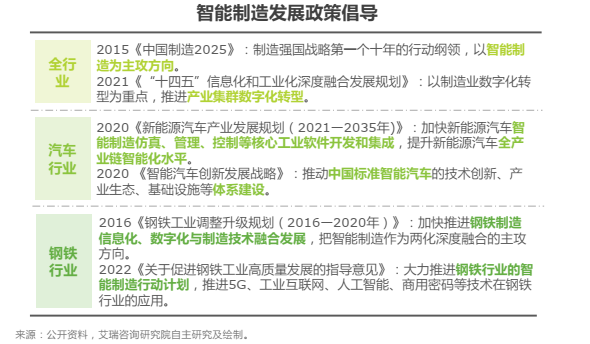 智能制造发展政策倡导
全行
业
2015《中国制造2025》：制造强国战略第一个十年的行动纲领，以智能制
造为主攻方向。
2021《 “十四五”信息化和工业化深度融合发展规划》：以制造业数字化转
型为重点，推进产业集群数字化转型。
汽车
行业
2020《新能源汽车产业发展规划（2021—2035年)》：加快新能源汽车智
能制造仿真、管理、控制等核心工业软件开发和集成，提升新能源汽车全产
业链智能化水平。
2020 《智能汽车创新发展战略》：推动中国标准智能汽车的技术创新、产
业生态、基础设施等体系建设。
钢铁
行业
2016《钢铁工业调整升级规划（2016—2020年）》：加快推进钢铁制造
信息化、数字化与制造技术融合发展，把智能制造作为两化深度融合的主攻
方向。
2022《关于促进钢铁工业高质量发展的指导意见》：大力推进钢铁行业的智
能制造行动计划，推进5G、工业互联网、人工智能、商用密码等技术在钢铁
行业的应用。
来源：公开资料，艾瑞咨询研究院自主研究及绘制。